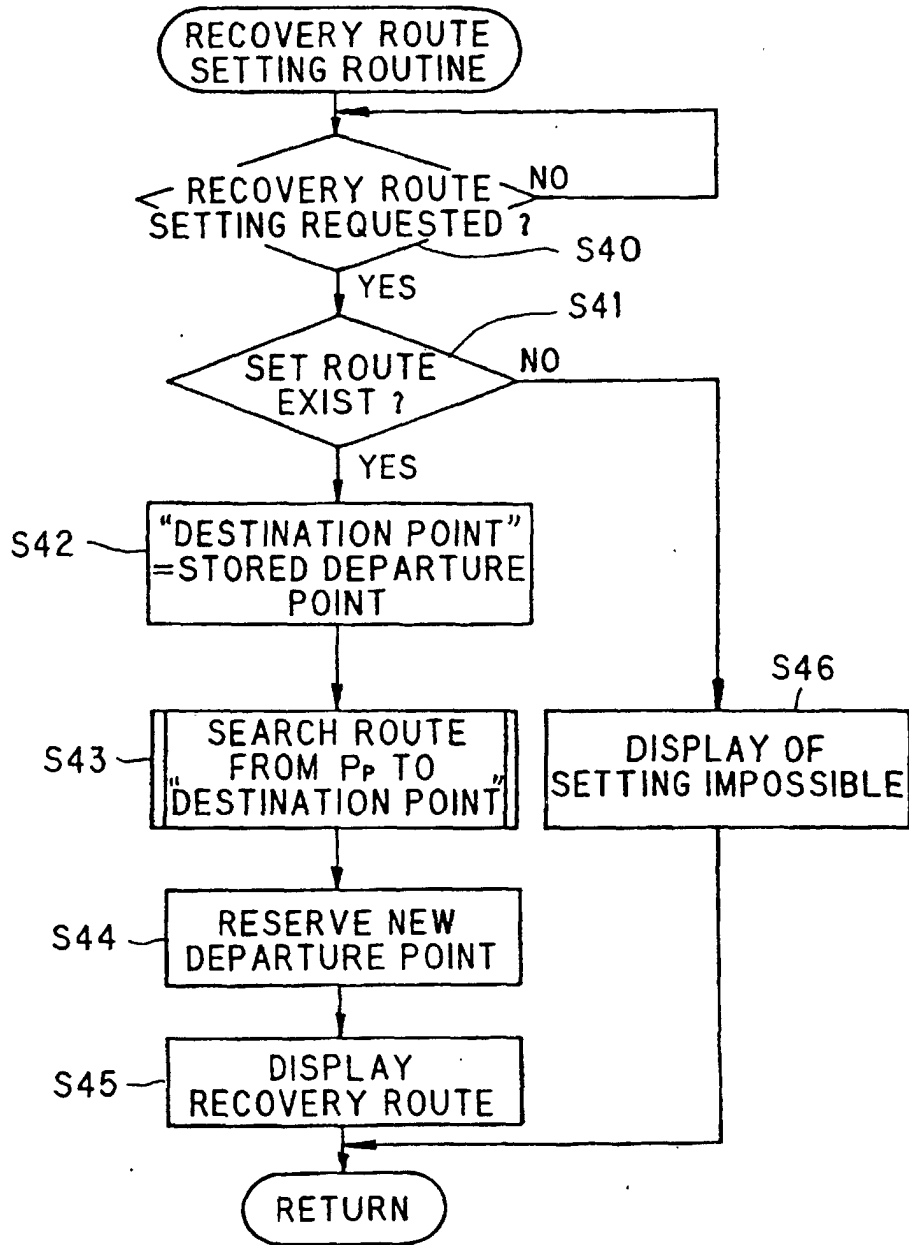 RECOVERY ROUTE
SETTING ROUTINE
RECOVERY ROUTE
SETTING REQUESTED ?
NO
S40
YES
S41
SET ROUTE
EXIST ?
NO
YES
S42
"DESTINATION POINT"
=STORED DEPARTURE
POINT
S43
SEARCH ROUTE
FROM PP TO
"DESTINATION POINT"
S46
DISPLAY OF
SETTING IMPOSSIBLE
S44
RESERVE NEW
DEPARTURE POINT
S45
DISPLAY
RECOVERY ROUTE
RETURN